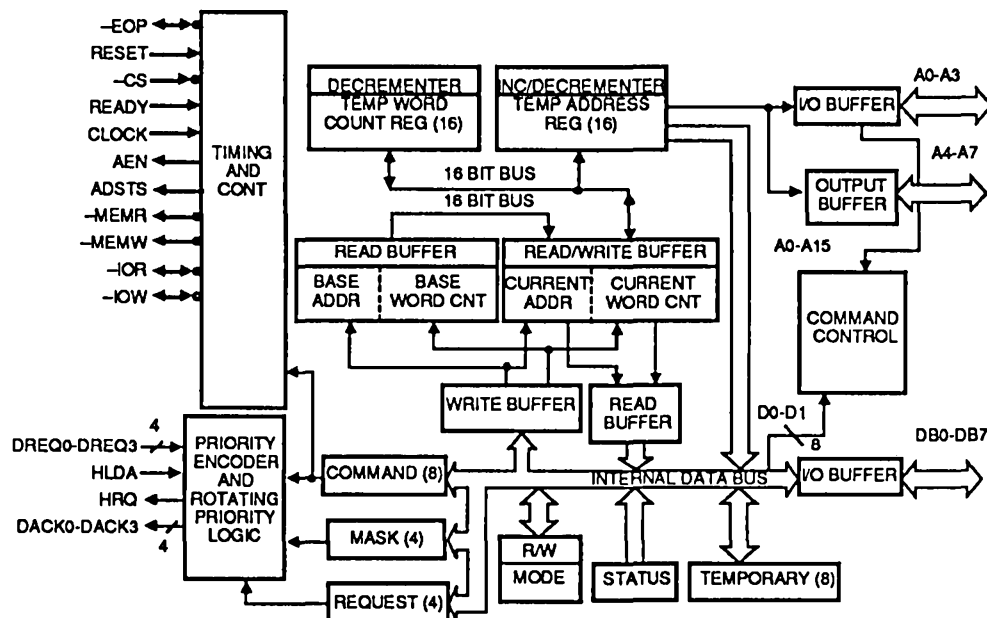 –EOP
RESET
–CS
READY
CLOCK
AEN
ADSTS
–MEMR
–MEMW
–IOR
–IOW
TIMING
AND
CONT
DECREMENTER
TEMP WORD
COUNT REG (16)
INC/DECREMENTER
TEMP ADDRESS
REG (16)
16 BIT BUS
16 BIT BUS
READ BUFFER
BASE
ADDR
BASE
WORD CNT
READ/WRITE BUFFER
CURRENT
ADDR
CURRENT
WORD CNT
WRITE BUFFER
READ
BUFFER
A0-A3
I/O BUFFER
A4-A7
OUTPUT
BUFFER
A0-A15
COMMAND
CONTROL
D0-D1
8
DB0-DB7
I/O BUFFER
INTERNAL DATA BUS
DREQ0-DREQ3
4
HLDA
HRQ
DACK0-DACK3
4
PRIORITY
ENCODER
AND
ROTATING
PRIORITY
LOGIC
COMMAND (8)
MASK (4)
REQUEST (4)
R/W
MODE
STATUS
TEMPORARY (8)